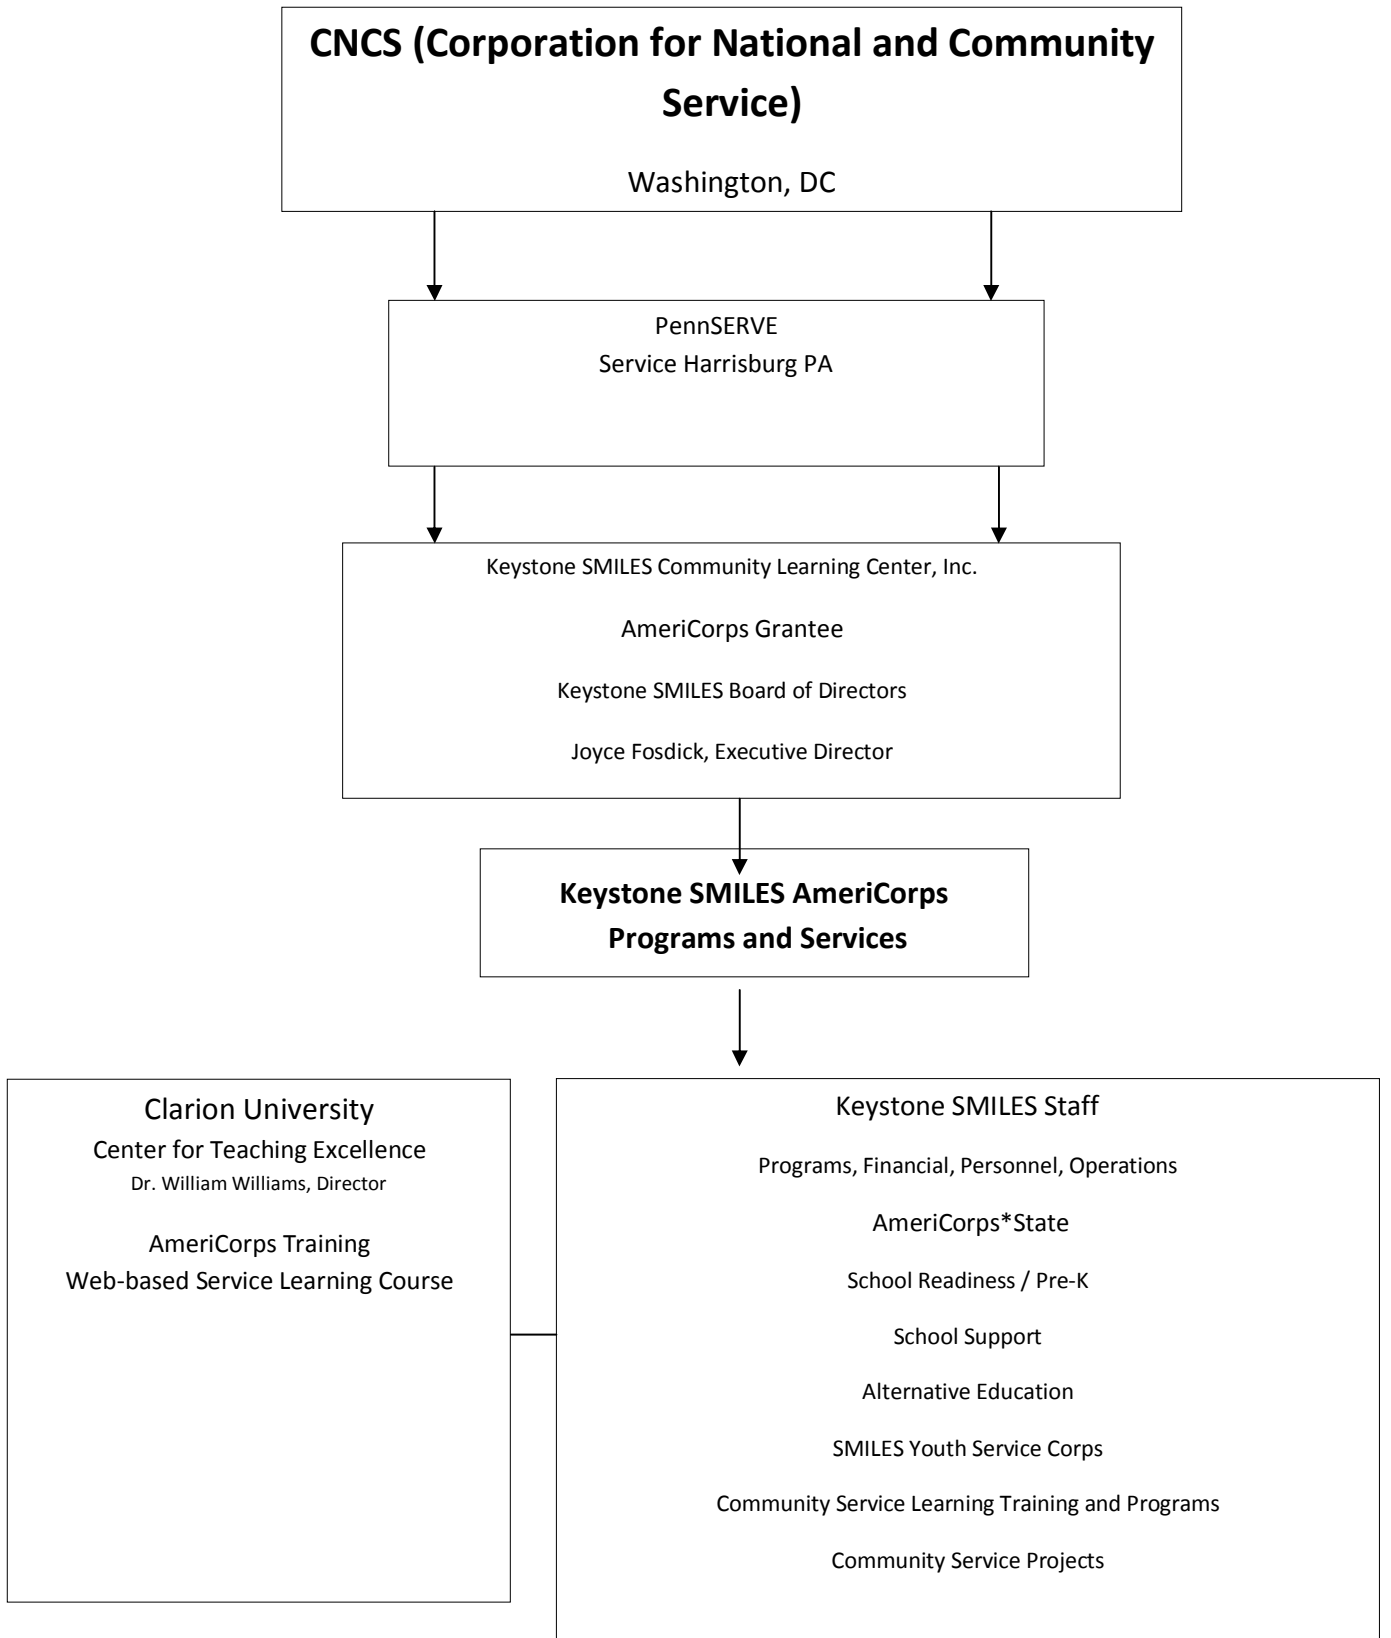 CNCS (Corporation for National and Community
Service)
Washington, DC
PennSERVE
Service Harrisburg PA
Keystone SMILES Community Learning Center, Inc.
AmeriCorps Grantee
Keystone SMILES Board of Directors
Joyce Fosdick, Executive Director
Keystone SMILES AmeriCorps
Programs and Services
Clarion University
Center for Teaching Excellence
Dr. William Williams, Director
AmeriCorps Training
Web-based Service Learning Course
Keystone SMILES Staff
Programs, Financial, Personnel, Operations
AmeriCorps*State
School Readiness / Pre-K
School Support
Alternative Education
SMILES Youth Service Corps
Community Service Learning Training and Programs
Community Service Projects